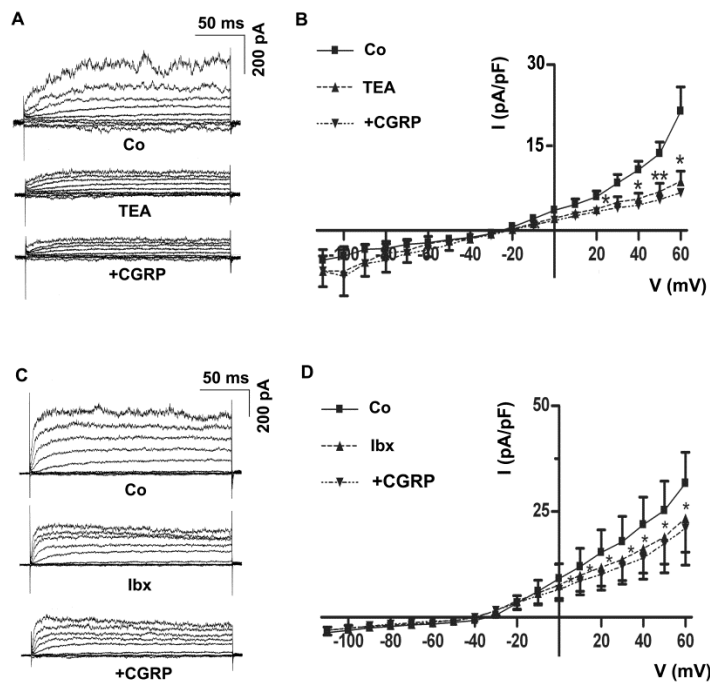 A
50 ms
200 pA
Co
TEA
+CGRP
B
Co
TEA
+CGRP
I (pA/pF)
30
15
*
*
**
*
-100 -80 -60 -40 -20 20 40 60
V (mV)
C
50 ms
200 pA
Co
Ibx
+CGRP
D
Co
Ibx
+CGRP
I (pA/pF)
50
25
*
*
*
*
*
*
*
-100 -80 -60 -40 -20 20 40 60
V (mV)